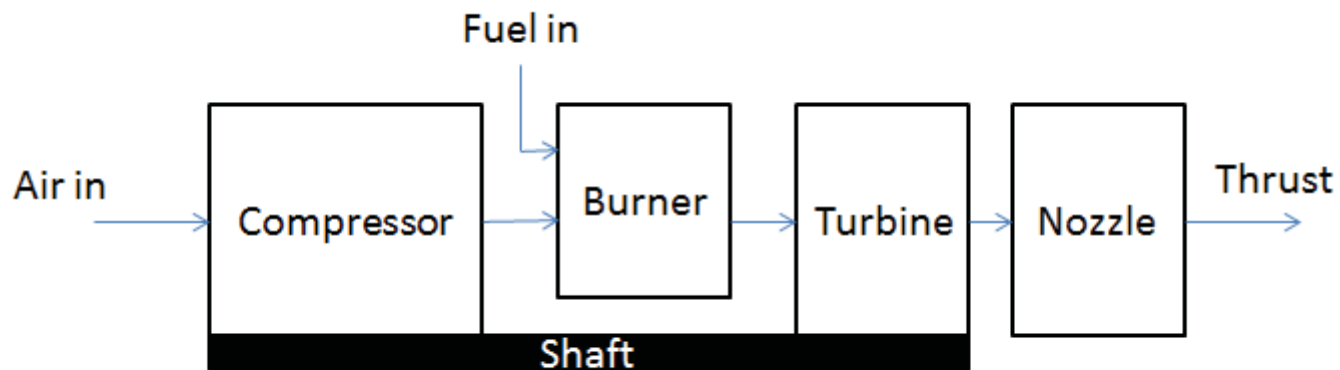 Fuel in
Air in
Compressor
Burner
Turbine
Nozzle
Thrust
Shaft